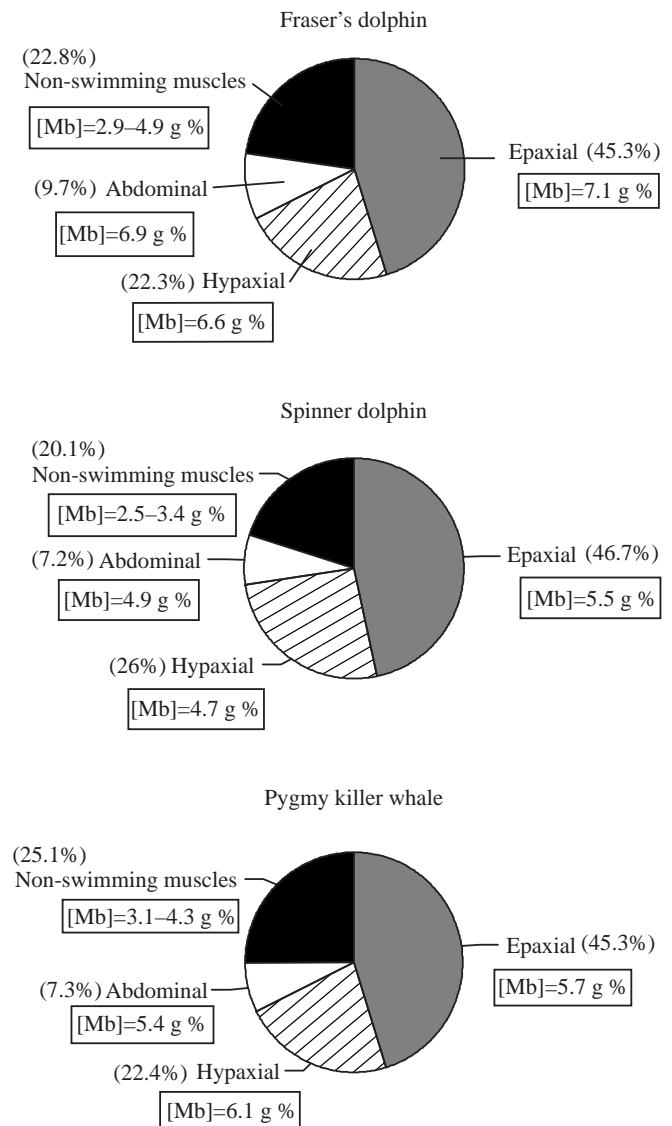 Fraser's dolphin
(22.8%)
Non-swimming muscles
[Mb]=2.9–4.9 g %
Epaxial (45.3%)
[Mb]=7.1 g %
(9.7%) Abdominal
[Mb]=6.9 g %
(22.3%) Hypaxial
[Mb]=6.6 g %
Spinner dolphin
(20.1%)
Non-swimming muscles
[Mb]=2.5–3.4 g %
(7.2%) Abdominal
[Mb]=4.9 g %
Epaxial (46.7%)
[Mb]=5.5 g %
(26%) Hypaxial
[Mb]=4.7 g %
Pygmy killer whale
(25.1%)
Non-swimming muscles
[Mb]=3.1–4.3 g %
Epaxial (45.3%)
[Mb]=5.7 g %
(7.3%) Abdominal
[Mb]=5.4 g %
(22.4%) Hypaxial
[Mb]=6.1 g %